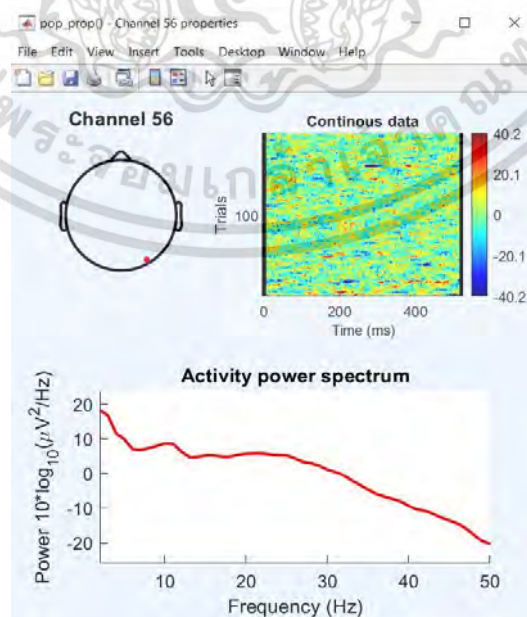 pop_prop() - Channel 56 properties
File Edit View Insert Tools Desktop Window Help
Channel 56
Continous data
Trials
100
40.2
20.1
0
-20.1
-40.2
0 200 400
Time (ms)
Activity power spectrum
Power 10*log10(μV2/Hz)
20
10
0
-10
-20
10 20 30 40 50
Frequency (Hz)